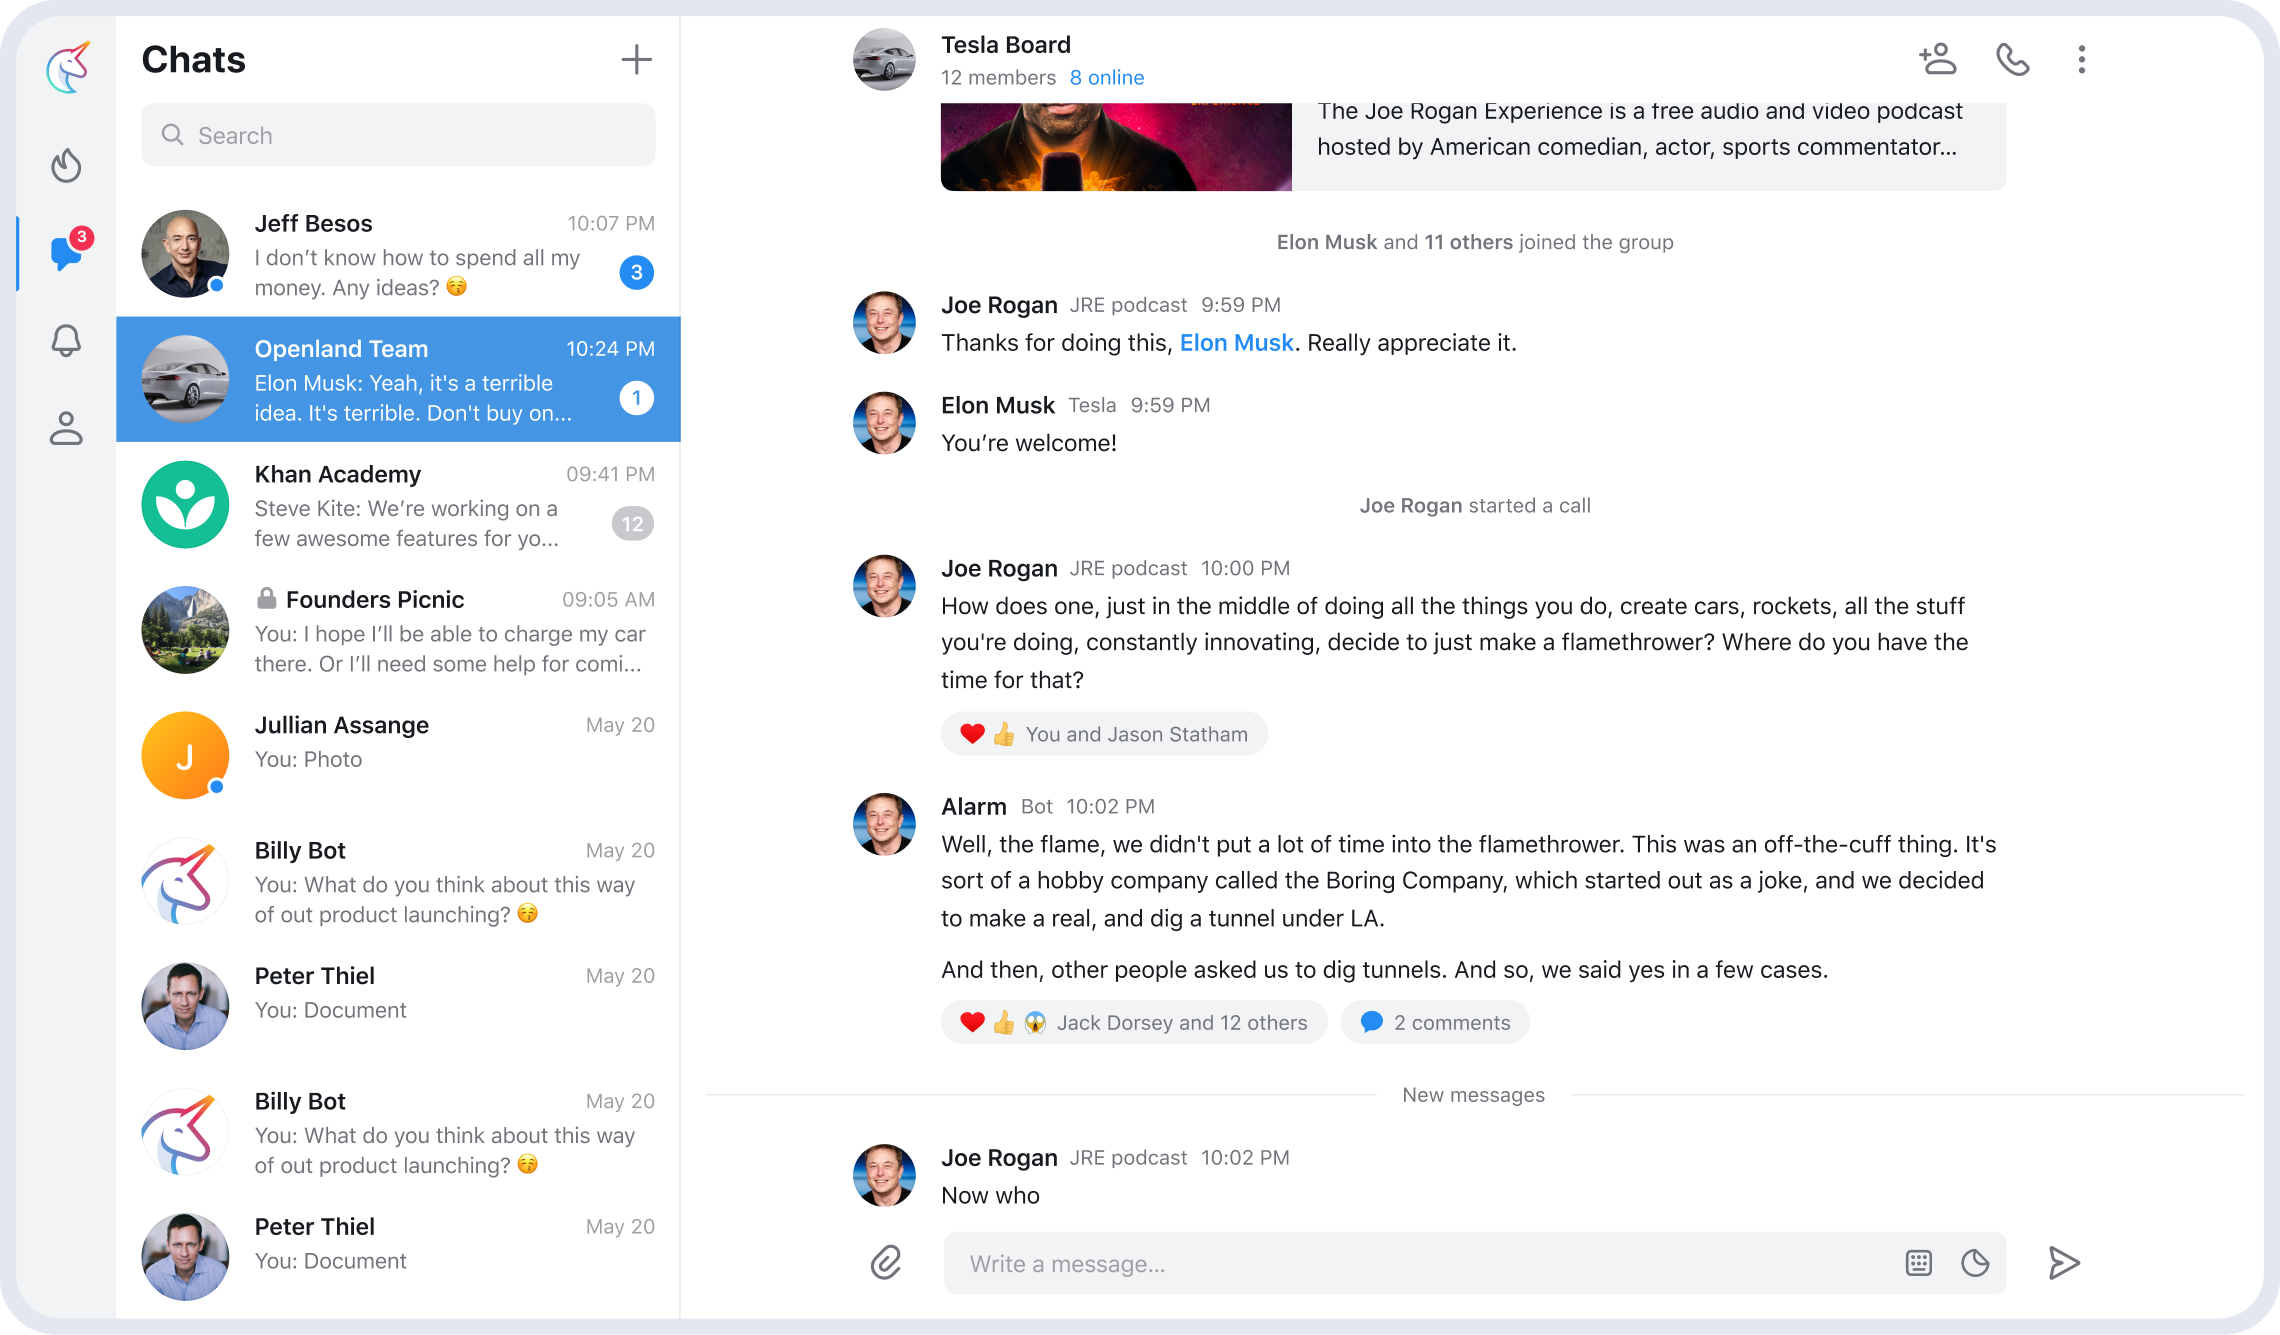 3
Chats
Search
Jeff Besos 10:07 PM
I don’t know how to spend all my
money. Any ideas? 😚 3
Openland Team 10:24 PM
Elon Musk: Yeah, it's a terrible
idea. It's terrible. Don't buy on... 1
Khan Academy 09:41 PM
Steve Kite: We’re working on a
few awesome features for yo... 12
Founders Picnic 09:05 AM
You: I hope I’ll be able to charge my car
there. Or I’ll need some help for comi...
Jullian Assange May 20
J
You: Photo
Billy Bot May 20
You: What do you think about this way
of out product launching? 😚
Peter Thiel May 20
You: Document
Billy Bot May 20
You: What do you think about this way
of out product launching? 😚
Peter Thiel May 20
You: Document
Tesla Board
12 members 8 online
The Joe Rogan Experience is a free audio and video podcast
hosted by American comedian, actor, sports commentator...
Elon Musk and 11 others joined the group
Joe Rogan JRE podcast 9:59 PM
Thanks for doing this, Elon Musk. Really appreciate it.
Elon Musk Tesla 9:59 PM
You’re welcome!
Joe Rogan started a call
Joe Rogan JRE podcast 10:00 PM
How does one, just in the middle of doing all the things you do, create cars, rockets, all the stuff
you're doing, constantly innovating, decide to just make a flamethrower? Where do you have the
time for that?
❤️ 👍 You and Jason Statham
Alarm Bot 10:02 PM
Well, the flame, we didn't put a lot of time into the flamethrower. This was an off-the-cuff thing. It's
sort of a hobby company called the Boring Company, which started out as a joke, and we decided
to make a real, and dig a tunnel under LA.
And then, other people asked us to dig tunnels. And so, we said yes in a few cases.
❤️ 👍 😱 Jack Dorsey and 12 others 2 comments
New messages
Joe Rogan JRE podcast 10:02 PM
Now who
Write a message...